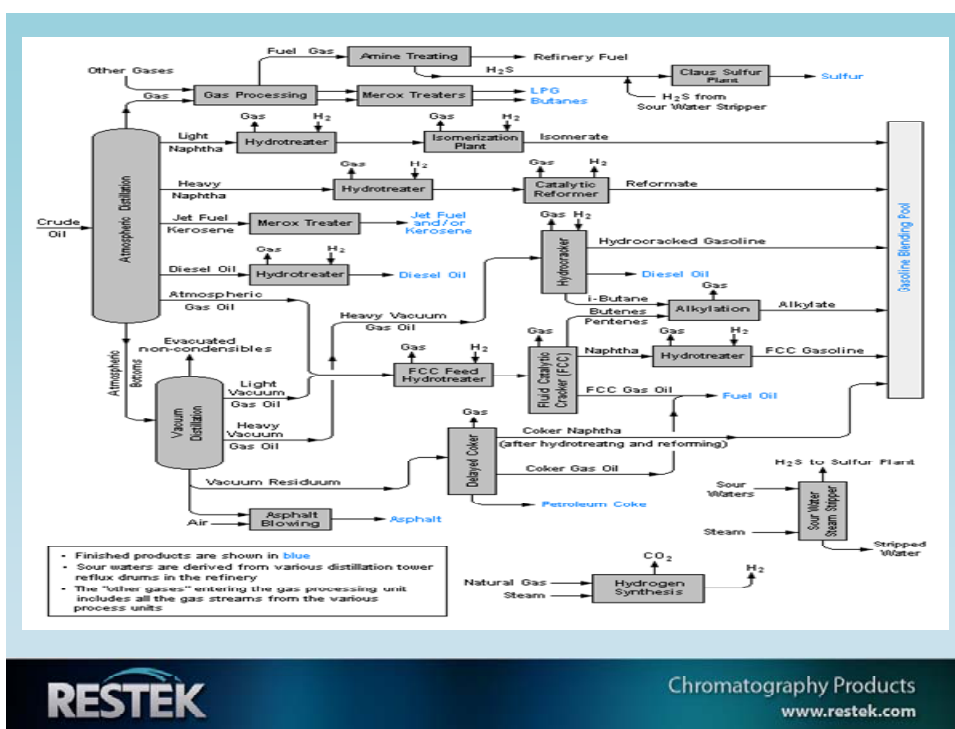 Fuel Gas
Amine Treating
Refinery Fuel
Other Gases
H2S
Claus Sulfur
Plant
Sulfur
Gas
Gas Processing
Merox Treaters
LPG
Butanes
H2S from
Sour Water Stripper
Gas H2
Gas H2
Light
Naphtha
Hydrotreater
Isomerization
Plant
Isomerate
Gas H2
Gas H2
Heavy
Naphtha
Hydrotreater
Catalytic
Reformer
Reformate
Crude
Oil
Atmospheric Distillation
Jet Fuel
Kerosene
Merox Treater
Jet Fuel
and/or
Kerosene
Gas H2
Hydrocracker
Hydrocracked Gasoline
Gasoline Blending Pool
Gas H2
Diesel Oil
Hydrotreater
Diesel Oil
Diesel Oil
Atmospheric
Gas Oil
Heavy Vacuum
Gas Oil
i-Butane
Butenes
Pentenes
Gas
Alkylation
Alkylate
Evacuated
non-condensibles
Atmospheric
Bottoms
Gas H2
FCC Feed
Hydrotreater
Gas
Fluid Catalytic
Cracker (FCC)
Naphtha
Gas H2
Hydrotreater
FCC Gasoline
Vacuum
Distillation
Light
Vacuum
Gas Oil
FCC Gas Oil
Fuel Oil
Heavy
Vacuum
Gas Oil
Gas
Delayed Coker
Coker Naphtha
(after hydrotreatng and reforming)
Coker Gas Oil
Vacuum Residuum
Petroleum Coke
H2S to Sulfur Plant
Sour
Waters
Sour Water
Steam Stripper
Steam
Stripped
Water
Air
Asphalt
Blowing
Asphalt
CO2
Natural Gas
Steam
Hydrogen
Synthesis
H2
• Finished products are shown in blue
• Sour waters are derived from various distillation tower
reflux drums in the refinery
• The "other gases" entering the gas processing unit
includes all the gas streams from the various
process units
RESTEK
Chromatography Products
www.restek.com